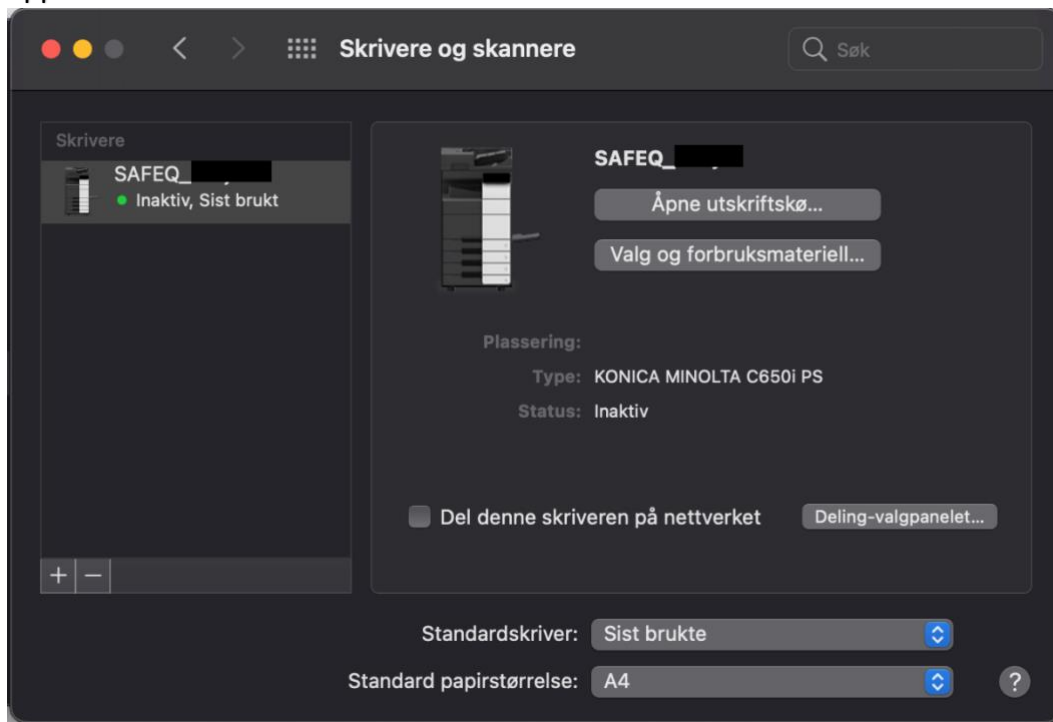 Skrivere og skannere
Søk
Skrivere
SAFEQ_
Inaktiv, Sist brukt
SAFEQ_
Åpne utskriftskø...
Valg og forbruksmateriell...
Plassering:
Type: KONICA MINOLTA C650i PS
Status: Inaktiv
Del denne skriveren på nettverket
Deling-valgpanelet...
+ −
Standardskriver: Sist brukte
Standard papirstørrelse: A4
?